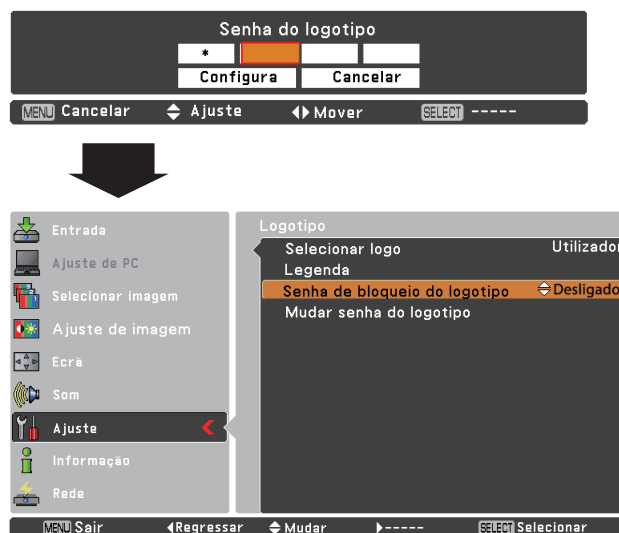 Senha do logotipo
*
Configura Cancelar
MENU Cancelar Ajuste Mover SELECT -----
Entrada
Ajuste de PC
Selecionar imagem
Ajuste de imagem
Ecrã
Som
Ajuste
Informação
Rede
Logotipo
Selecionar logo Utilizador
Legenda
Senha de bloqueio do logotipo Desligado
Mudar senha do logotipo
MENU Sair Regressar Mudar ----- SELECT Selecionar